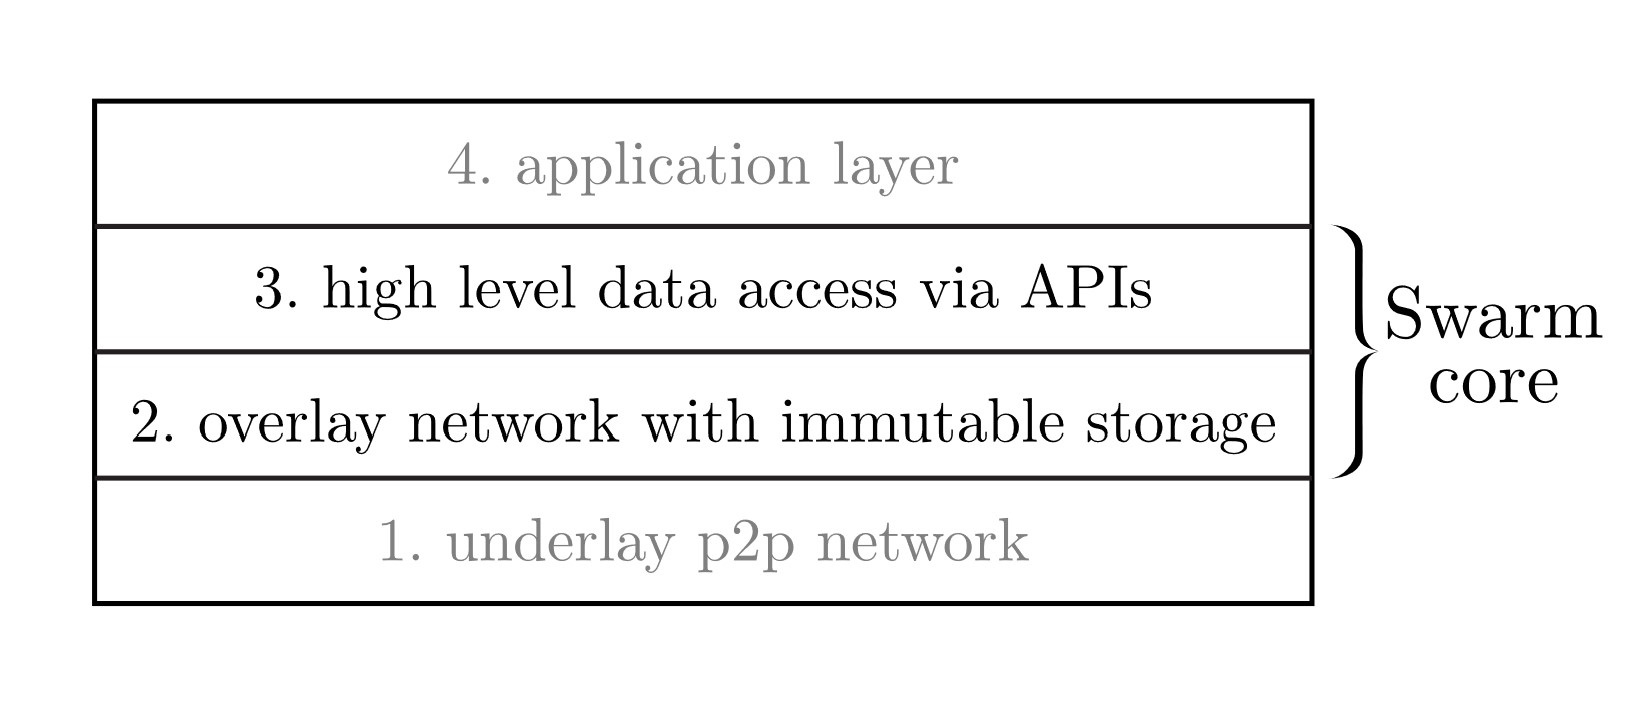 4. application layer
3. high level data access via APIs
2. overlay network with immutable storage
1. underlay p2p network
Swarm
core